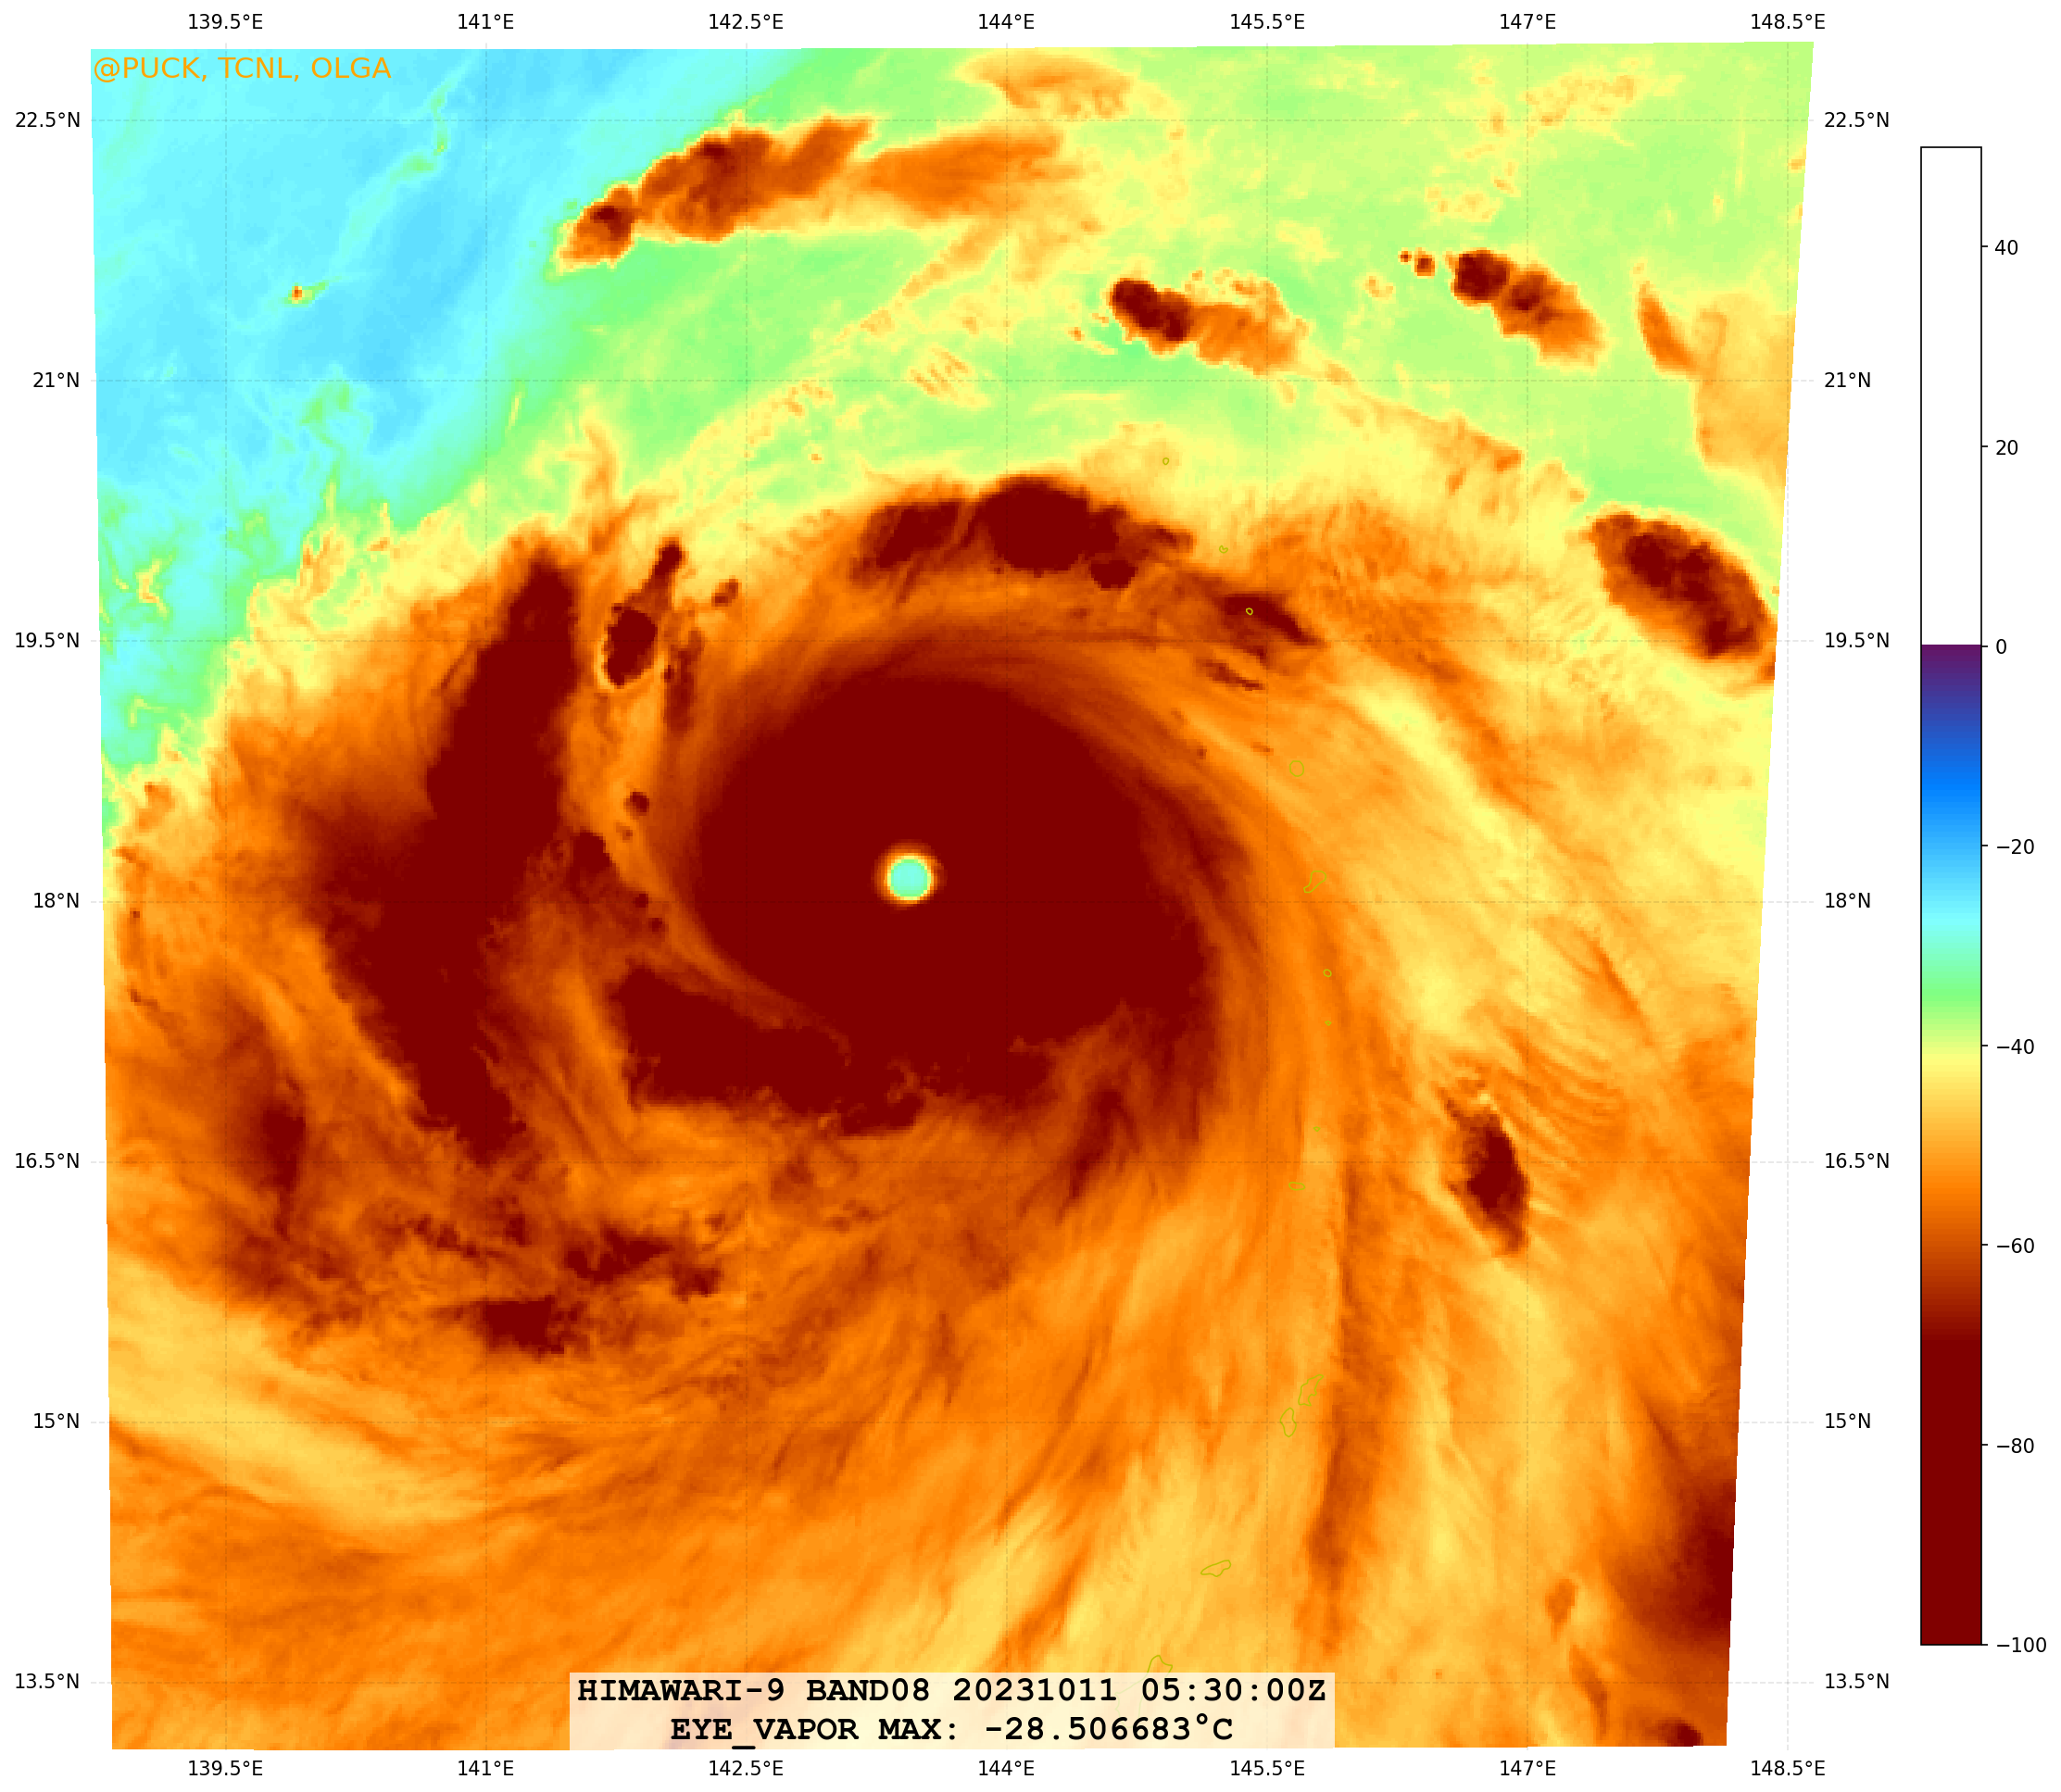 139.5°E 141°E 142.5°E 144°E 145.5°E 147°E 148.5°E
@PUCK, TCNL, OLGA
22.5°N 22.5°N
40
21°N 21°N
20
19.5°N 19.5°N
0
−20
18°N 18°N
−40
16.5°N 16.5°N
−60
15°N 15°N
−80
−100
13.5°N 13.5°N
HIMAWARI-9 BAND08 20231011 05:30:00Z
EYE_VAPOR MAX: -28.506683°C
139.5°E 141°E 142.5°E 144°E 145.5°E 147°E 148.5°E